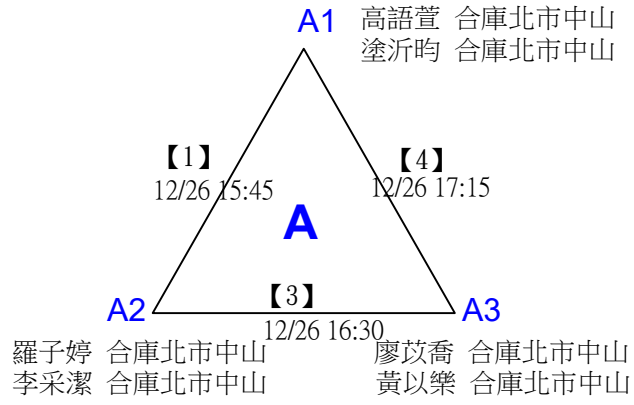 A1
高語萱 合庫北市中山
塗沂昀 合庫北市中山
【1】
12/26 15:45
【4】
12/26 17:15
A
A2
【3】
12/26 16:30
A3
羅子婷 合庫北市中山
李采潔 合庫北市中山
廖苡喬 合庫北市中山
黃以樂 合庫北市中山